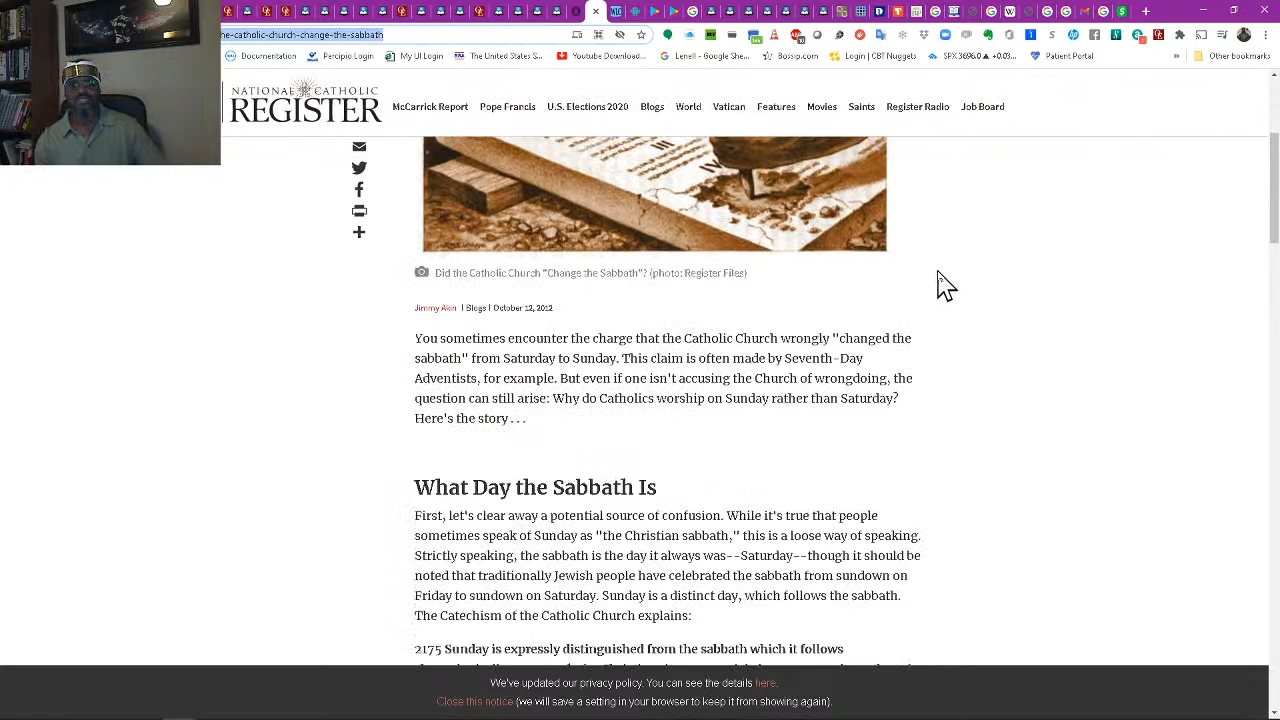 he-catholic-church-change-the-sabbath
Documentation
Percipio Login
My UI Login
The United States S...
Youtube Download...
Lenell - Google She...
Bossip.com
Login | CBT Nuggets
SPX 3696.0 ▲ +0.03...
Patient Portal
»
Other bookmarks
NATIONAL CATHOLIC
REGISTER
McCarrick Report
Pope Francis
U.S. Elections 2020
Blogs
World
Vatican
Features
Movies
Saints
Register Radio
Job Board
III
IV
Did the Catholic Church "Change the Sabbath"? (photo: Register Files)
Jimmy Akin | Blogs | October 12, 2012
You sometimes encounter the charge that the Catholic Church wrongly "changed the
sabbath" from Saturday to Sunday. This claim is often made by Seventh-Day
Adventists, for example. But even if one isn't accusing the Church of wrongdoing, the
question can still arise: Why do Catholics worship on Sunday rather than Saturday?
Here's the story . . .
What Day the Sabbath Is
First, let's clear away a potential source of confusion. While it's true that people
sometimes speak of Sunday as "the Christian sabbath," this is a loose way of speaking.
Strictly speaking, the sabbath is the day it always was--Saturday--though it should be
noted that traditionally Jewish people have celebrated the sabbath from sundown on
Friday to sundown on Saturday. Sunday is a distinct day, which follows the sabbath.
The Catechism of the Catholic Church explains:
2175 Sunday is expressly distinguished from the sabbath which it follows
We've updated our privacy policy. You can see the details here.
Close this notice (we will save a setting in your browser to keep it from showing again).